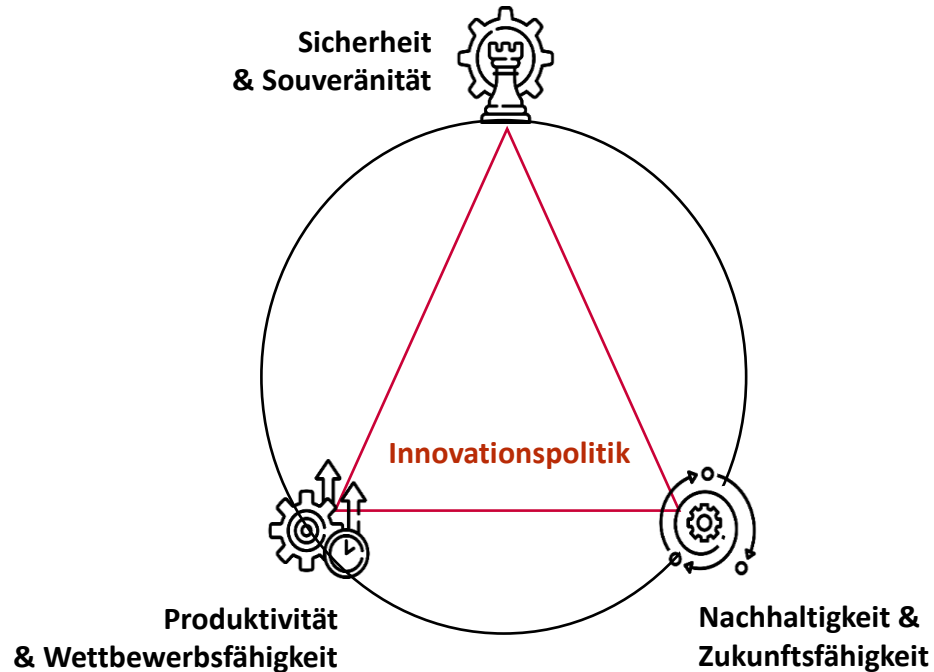 Sicherheit
& Souveränität
Innovationspolitik
Produktivität
& Wettbewerbsfähigkeit
Nachhaltigkeit &
Zukunftsfähigkeit